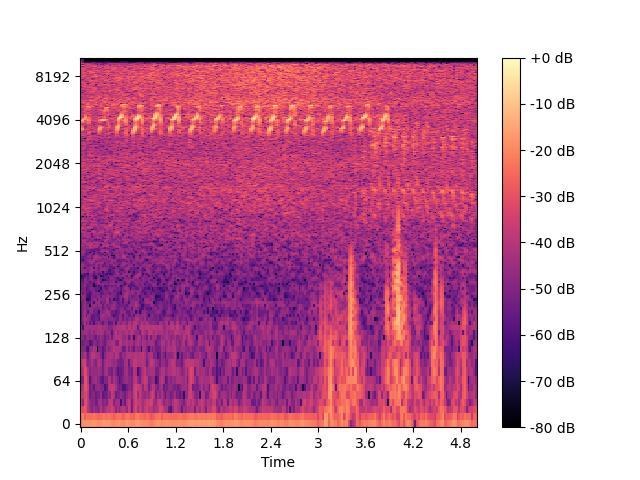 8192
4096
2048
1024
512
256
128
64
0
Hz
0 0.6 1.2 1.8 2.4 3 3.6 4.2 4.8
Time
+0 dB
-10 dB
-20 dB
-30 dB
-40 dB
-50 dB
-60 dB
-70 dB
-80 dB